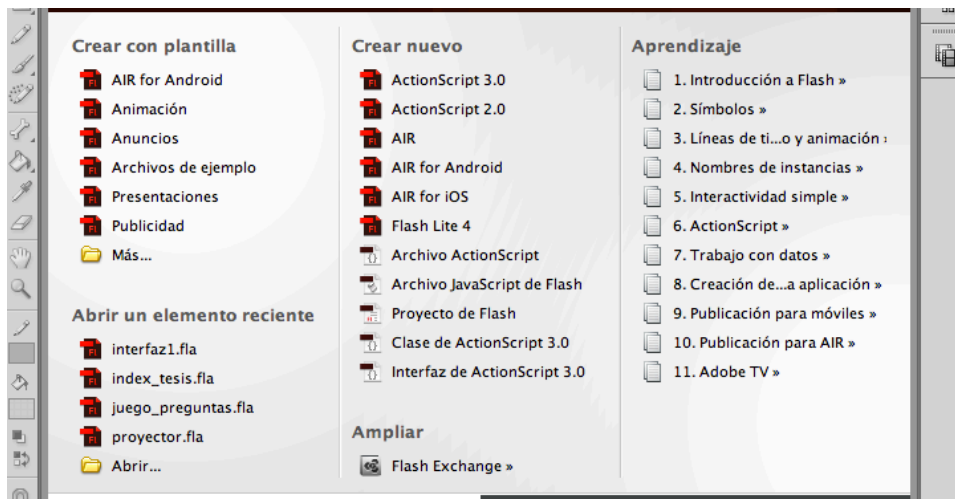 Crear con plantilla
AIR for Android
Animación
Anuncios
Archivos de ejemplo
Presentaciones
Publicidad
Más...
Abrir un elemento reciente
interfaz1.fla
index_tesis.fla
juego_preguntas.fla
proyector.fla
Abrir...
Crear nuevo
ActionScript 3.0
ActionScript 2.0
AIR
AIR for Android
AIR for iOS
Flash Lite 4
Archivo ActionScript
Archivo JavaScript de Flash
Proyecto de Flash
Clase de ActionScript 3.0
Interfaz de ActionScript 3.0
Ampliar
Flash Exchange »
Aprendizaje
1. Introducción a Flash »
2. Símbolos »
3. Líneas de ti...o y animación »
4. Nombres de instancias »
5. Interactividad simple »
6. ActionScript »
7. Trabajo con datos »
8. Creación de...a aplicación »
9. Publicación para móviles »
10. Publicación para AIR »
11. Adobe TV »